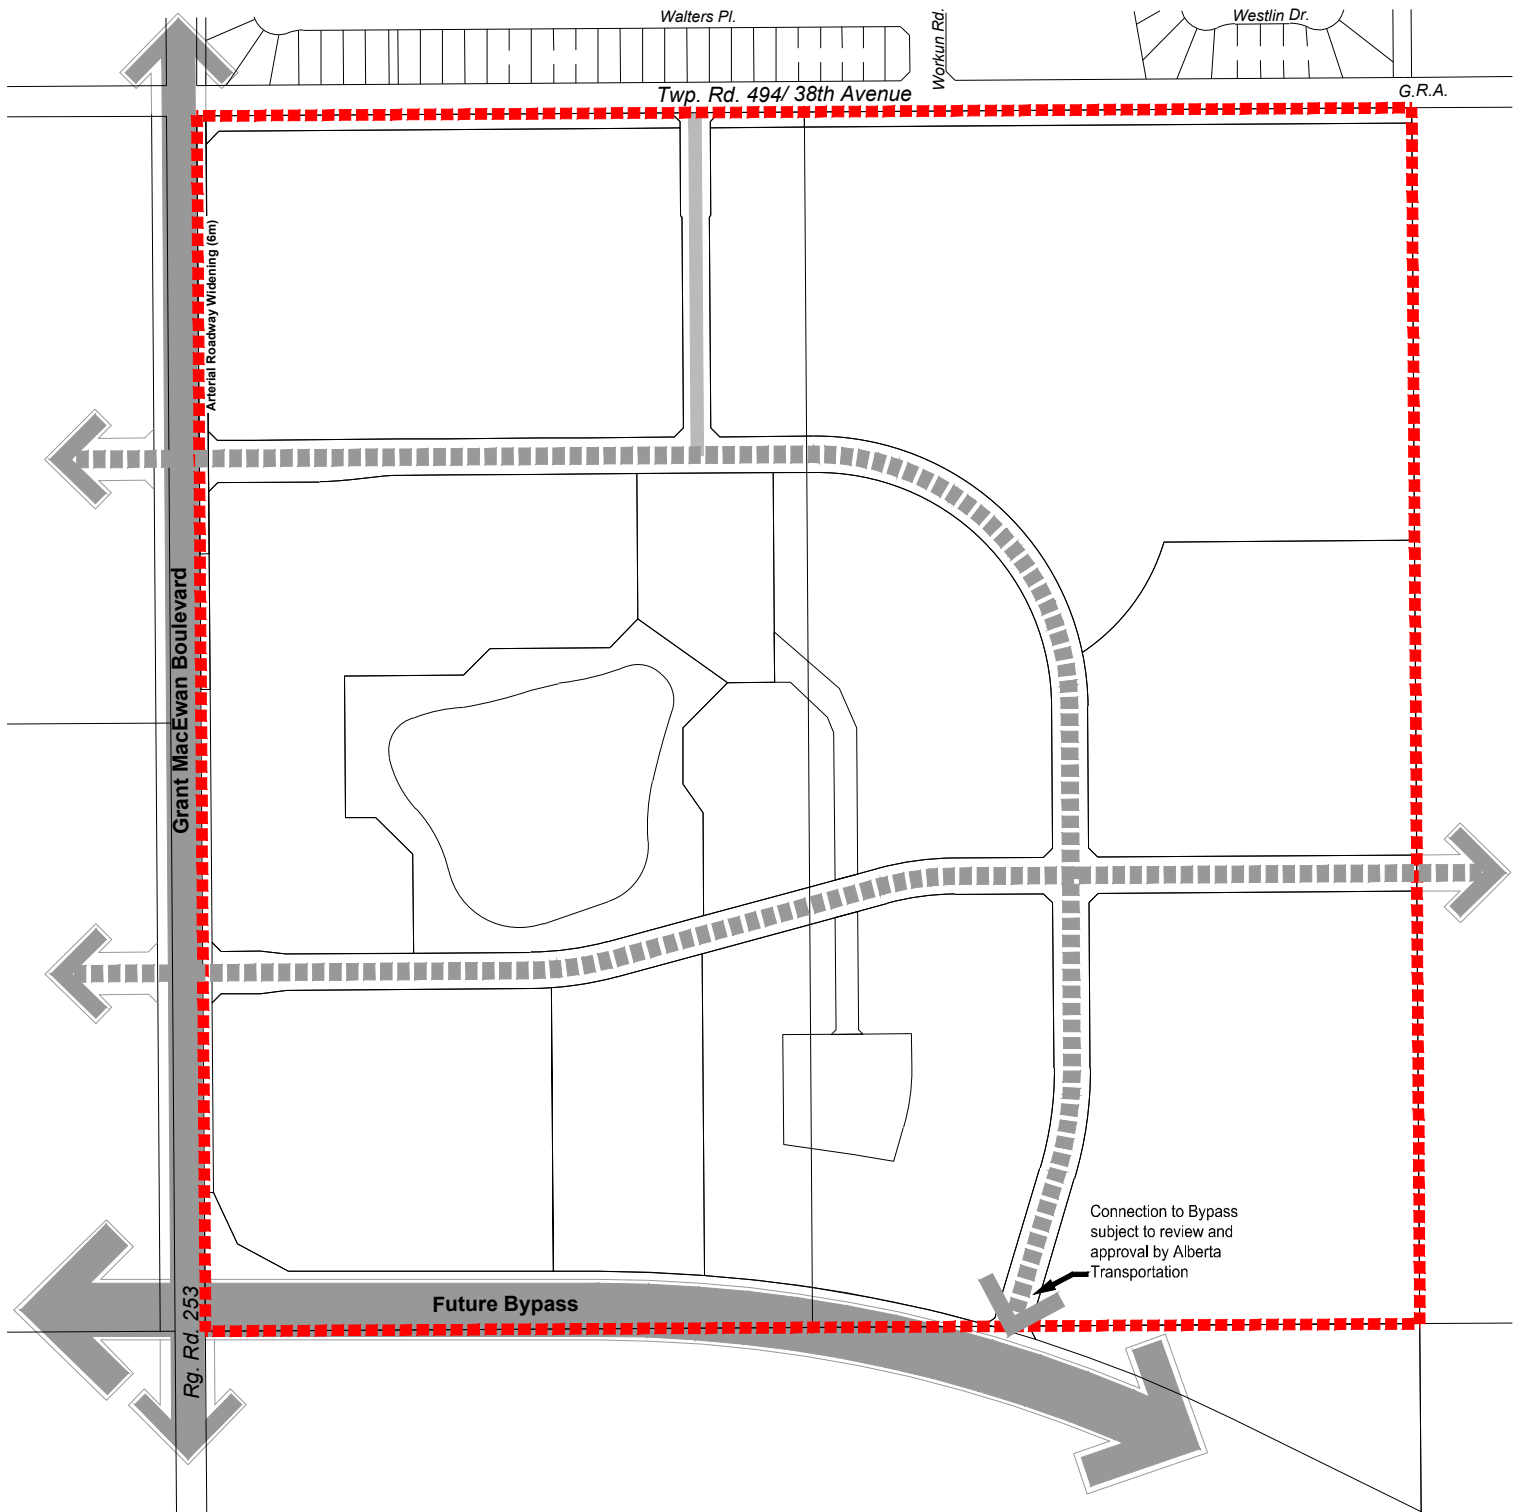 Walters Pl.
Workun Rd.
Westlin Dr.
Twp. Rd. 494/ 38th Avenue
G.R.A.
Arterial Roadway Widening (6m)
Grant MacEwan Boulevard
Connection to Bypass
subject to review and
approval by Alberta
Transportation
Future Bypass
Rg. Rd. 253